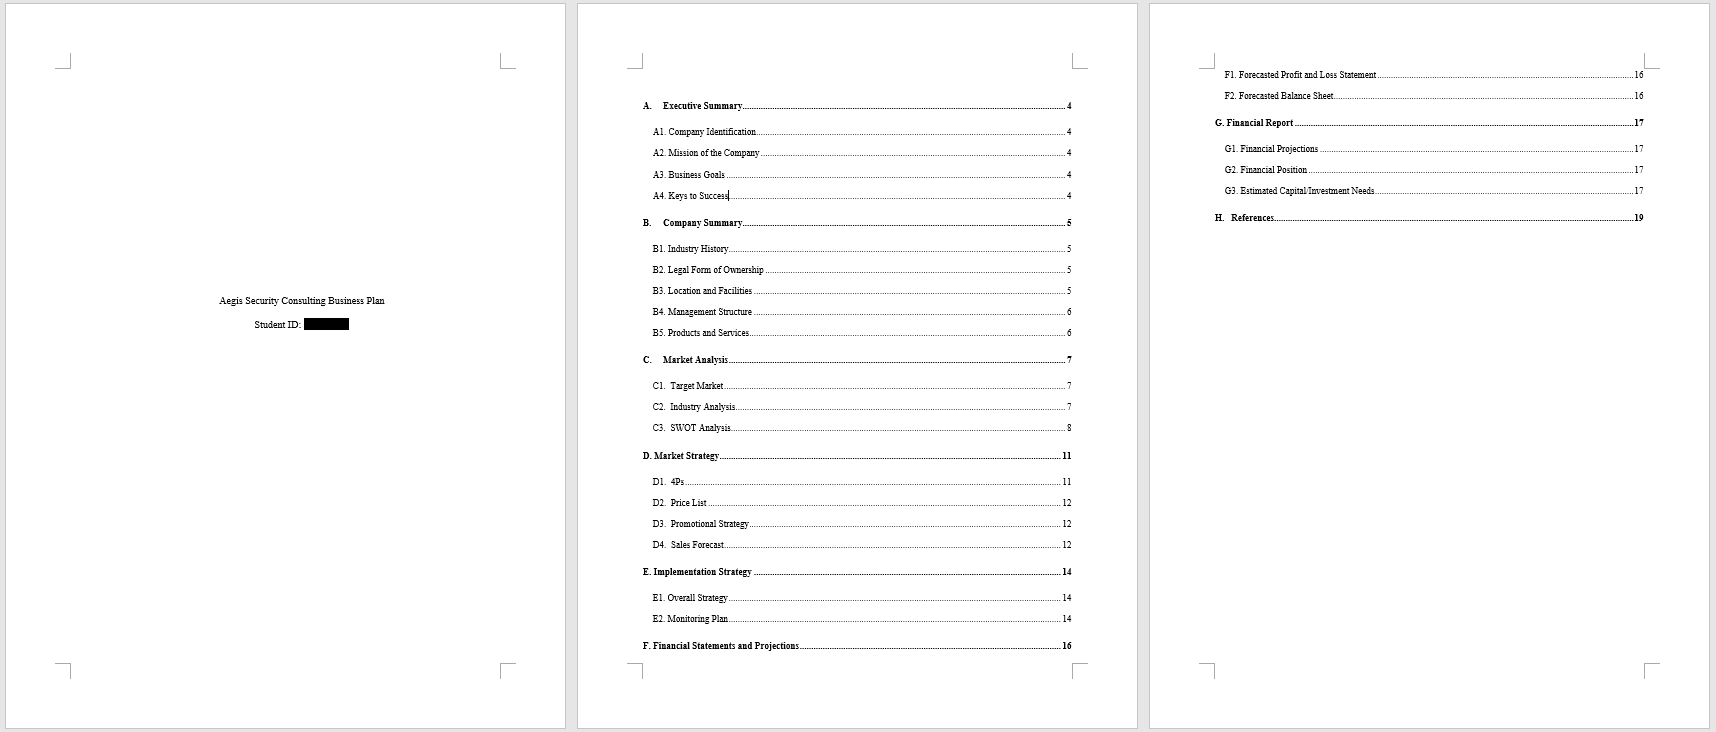 Aegis Security Consulting Business Plan
Student ID:
A. Executive Summary 4
A1. Company Identification 4
A2. Mission of the Company 4
A3. Business Goals 4
A4. Keys to Success 4
B. Company Summary 5
B1. Industry History 5
B2. Legal Form of Ownership 5
B3. Location and Facilities 5
B4. Management Structure 6
B5. Products and Services 6
C. Market Analysis 7
C1. Target Market 7
C2. Industry Analysis 7
C3. SWOT Analysis 8
D. Market Strategy 11
D1. 4Ps 11
D2. Price List 12
D3. Promotional Strategy 12
D4. Sales Forecast 12
E. Implementation Strategy 14
E1. Overall Strategy 14
E2. Monitoring Plan 14
F. Financial Statements and Projections 16
F1. Forecasted Profit and Loss Statement 16
F2. Forecasted Balance Sheet 16
G. Financial Report 17
G1. Financial Projections 17
G2. Financial Position 17
G3. Estimated Capital/Investment Needs 17
H. References 19